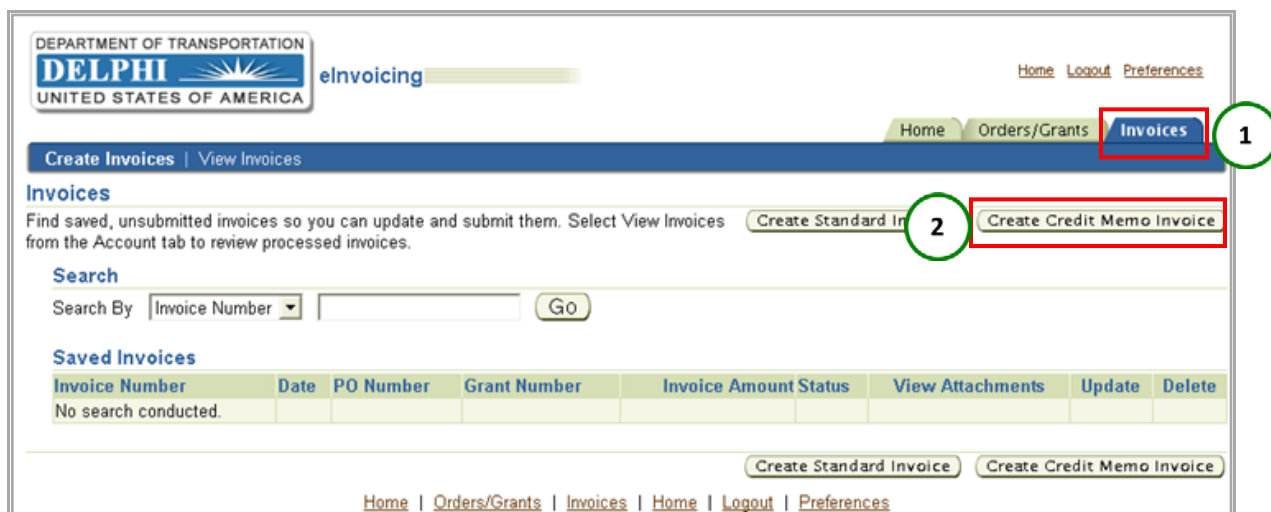 DEPARTMENT OF TRANSPORTATION
DELPHI
UNITED STATES OF AMERICA
eInvoicing
Home Logout Preferences
Home Orders/Grants Invoices
1
Create Invoices | View Invoices
Invoices
Find saved, unsubmitted invoices so you can update and submit them. Select View Invoices
from the Account tab to review processed invoices.
Create Standard In
2
Create Credit Memo Invoice
Search
Search By Invoice Number Go
Saved Invoices
Invoice Number Date PO Number Grant Number Invoice Amount Status View Attachments Update Delete
No search conducted.
Create Standard Invoice Create Credit Memo Invoice
Home | Orders/Grants | Invoices | Home | Logout | Preferences